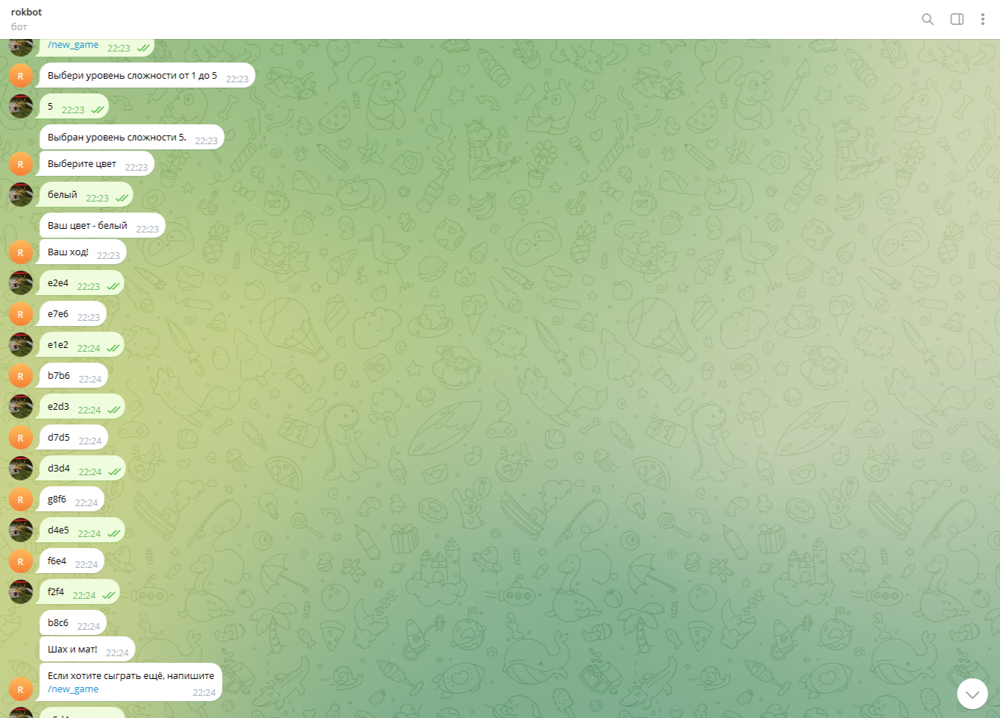 rokbot
бот
/new_game 22:23
R
Выбери уровень сложности от 1 до 5 22:23
5 22:23
Выбран уровень сложности 5. 22:23
R
Выберите цвет 22:23
белый 22:23
Ваш цвет - белый 22:23
R
Ваш ход! 22:23
e2e4 22:23
R
e7e6 22:23
e1e2 22:24
R
b7b6 22:24
e2d3 22:24
R
d7d5 22:24
d3d4 22:24
R
g8f6 22:24
d4e5 22:24
R
f6e4 22:24
f2f4 22:24
b8c6 22:24
Шах и мат! 22:24
Если хотите сыграть ещё, напишите
R
/new_game 22:24